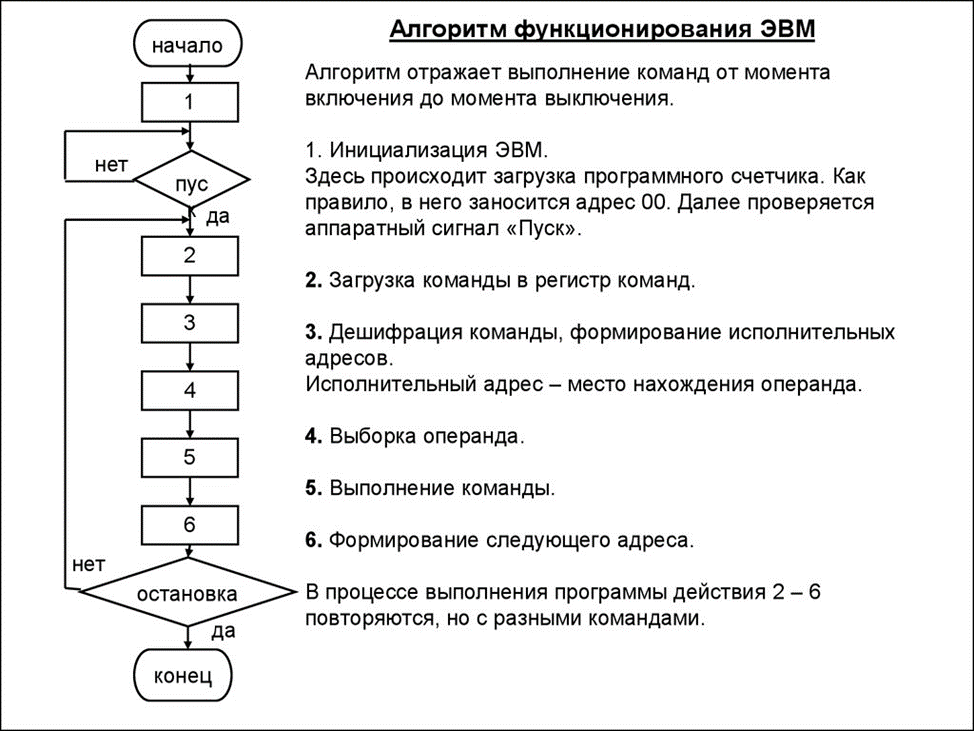 Алгоритм функционирования ЭВМ
начало
1
нет
пус
к
да
2
3
4
5
6
нет
остановка
да
конец
Алгоритм отражает выполнение команд от момента
включения до момента выключения.
1. Инициализация ЭВМ.
Здесь происходит загрузка программного счетчика. Как
правило, в него заносится адрес 00. Далее проверяется
аппаратный сигнал «Пуск».
2. Загрузка команды в регистр команд.
3. Дешифрация команды, формирование исполнительных
адресов.
Исполнительный адрес – место нахождения операнда.
4. Выборка операнда.
5. Выполнение команды.
6. Формирование следующего адреса.
В процессе выполнения программы действия 2 – 6
повторяются, но с разными командами.